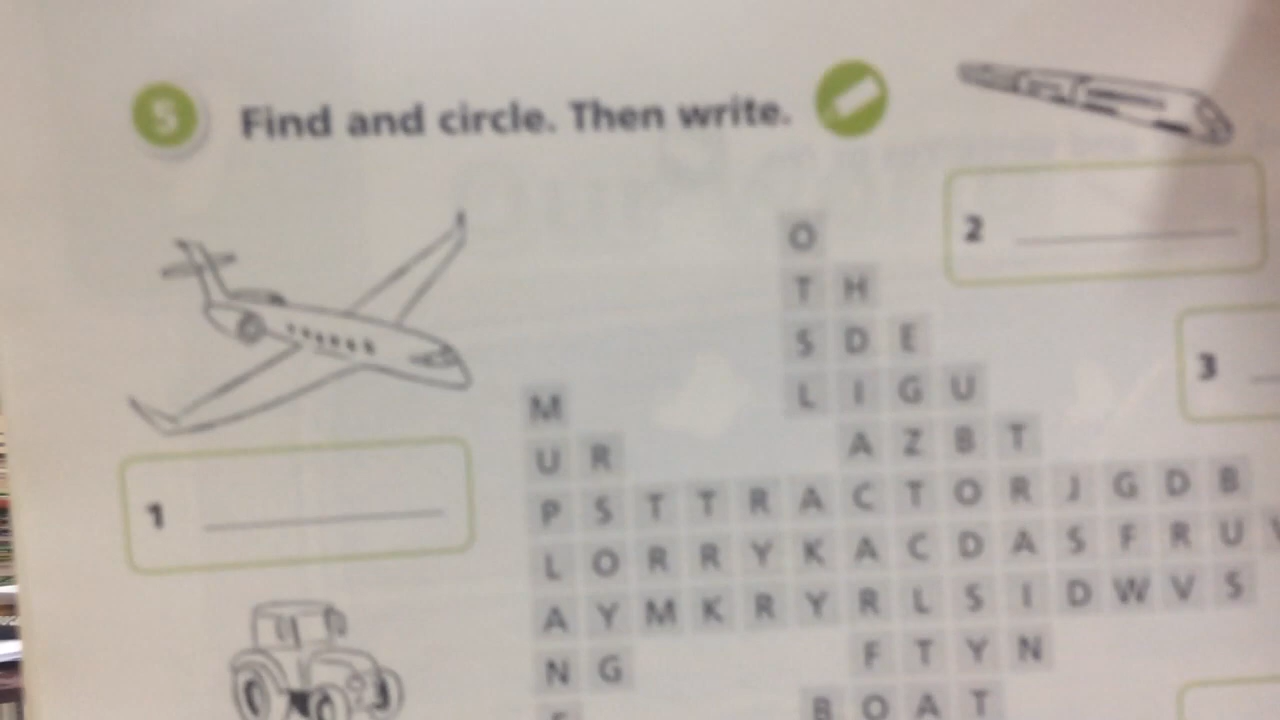 5 Find and circle. Then write.
2
O
T H
S D E
3
L I G U
M
A Z B T
U R
1
P S T T R A C T O R J G D B
L O R R Y K A C D A S F R U
A Y M K R Y R L S I D W V S
N G
F T Y N
B O A T